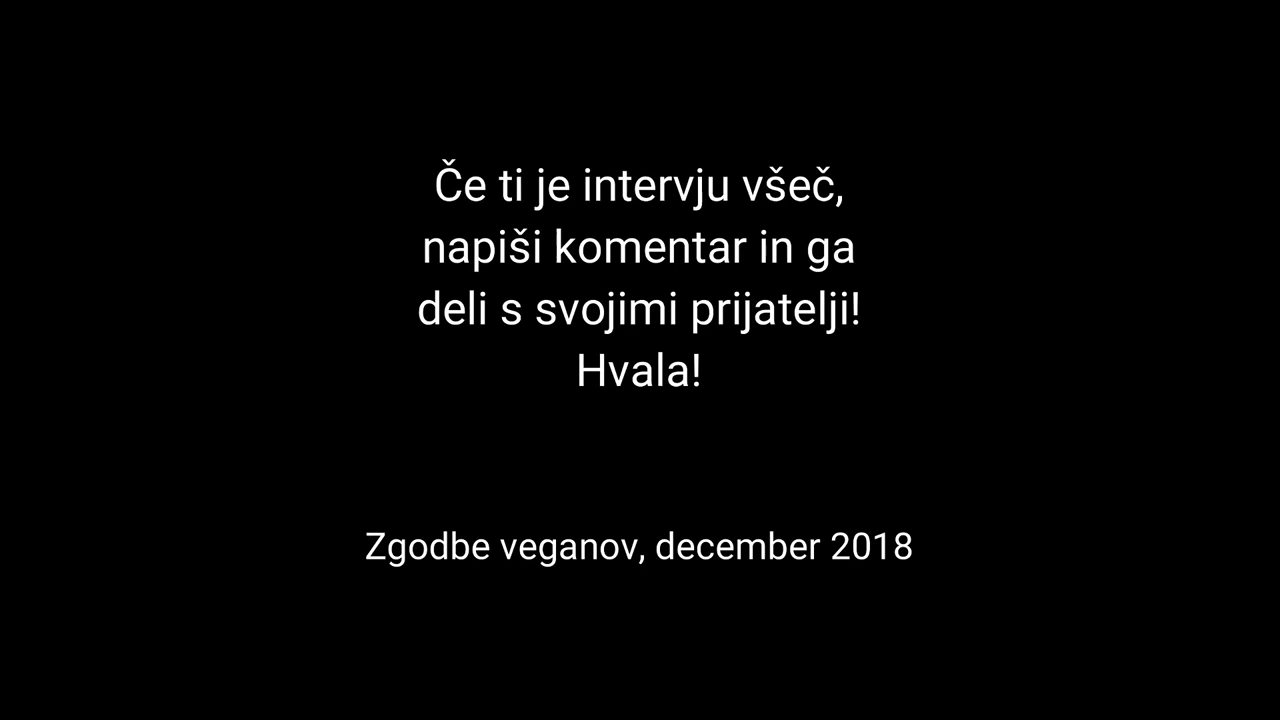 Če ti je intervju všeč,
napiši komentar in ga
deli s svojimi prijatelji!
Hvala!
Zgodbe veganov, december 2018